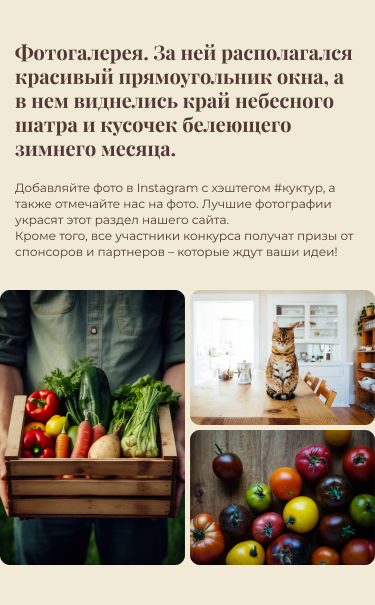 Фотогалерея. За ней располагался
красивый прямоугольник окна, а
в нем виднелись край небесного
шатра и кусочек белеющего
зимнего месяца.
Добавляйте фото в Instagram с хэштегом #куктур, а
также отмечайте нас на фото. Лучшие фотографии
украсят этот раздел нашего сайта.
Кроме того, все участники конкурса получат призы от
спонсоров и партнеров – которые ждут ваши идеи!